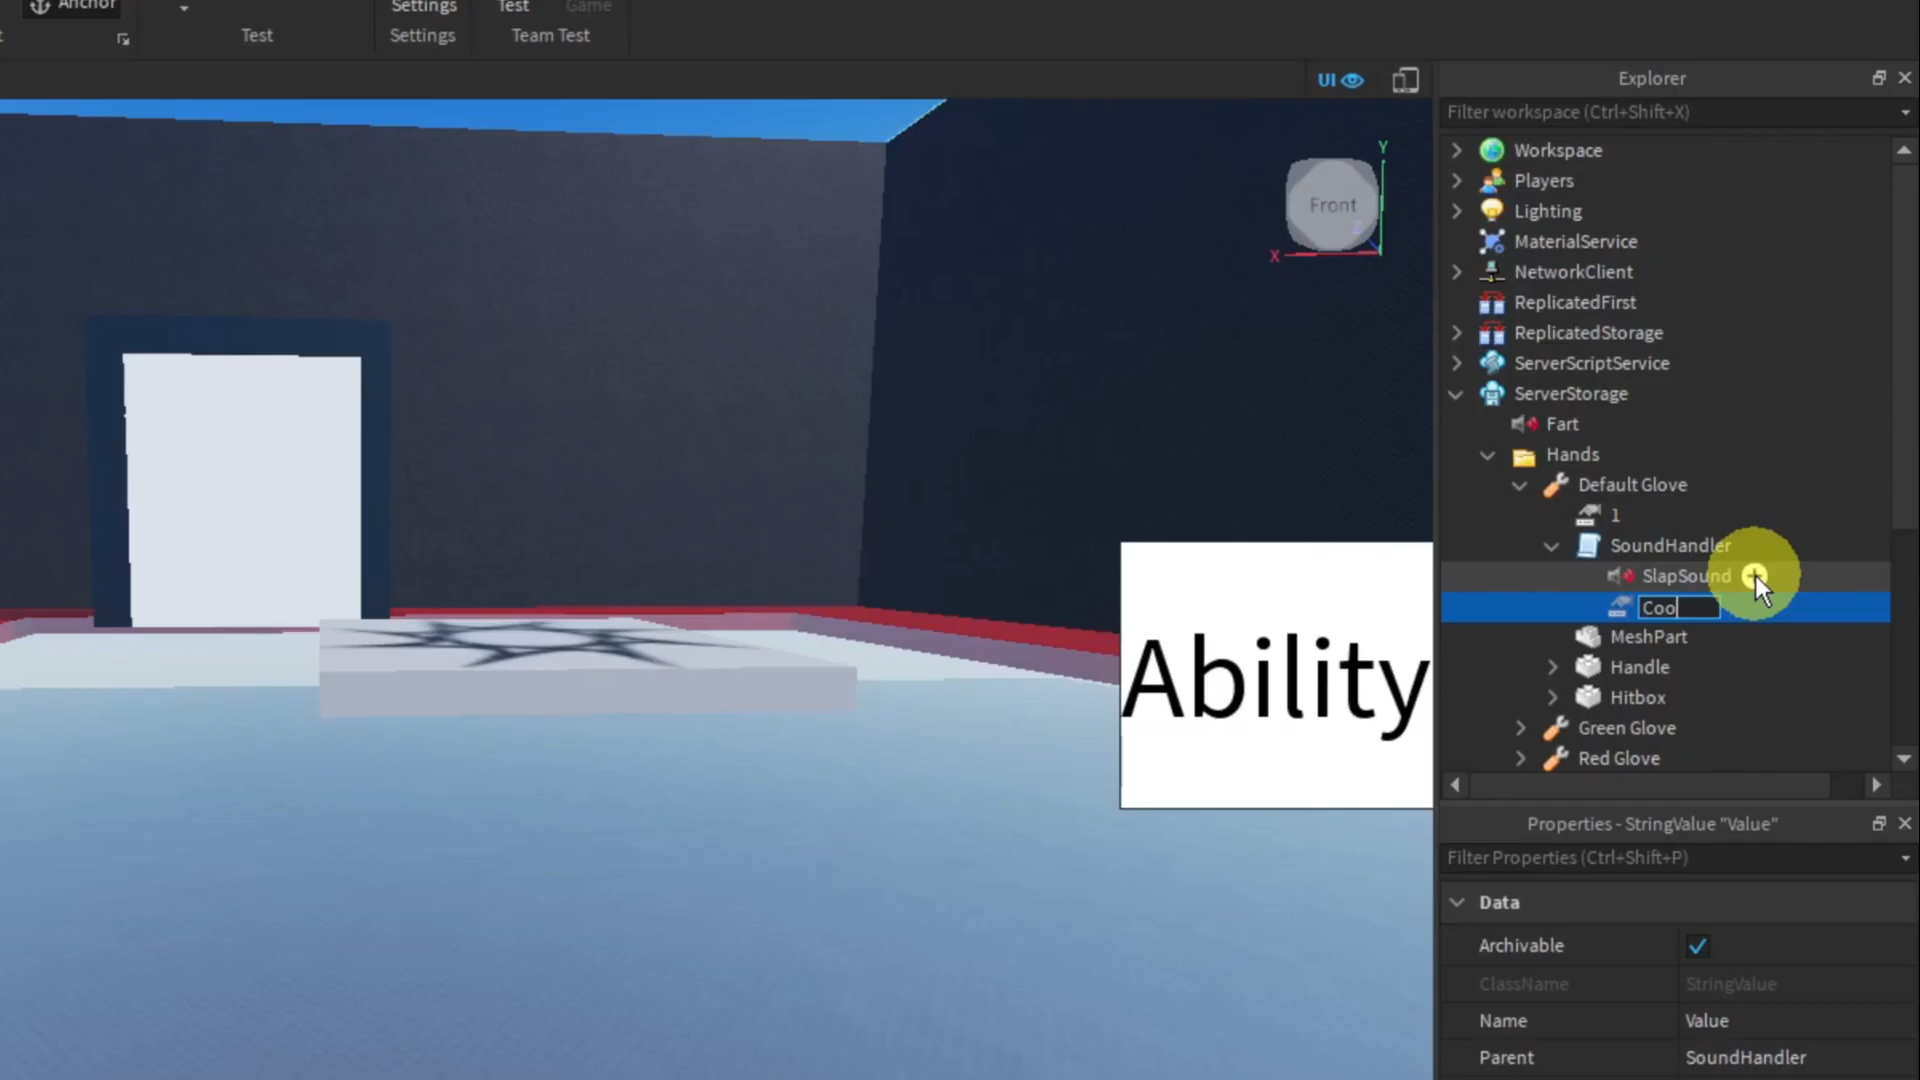 Anchor
Settings
Test
Game
t
Test
Settings
Team Test
UI
Explorer
Filter workspace (Ctrl+Shift+X)
Workspace
Players
Lighting
MaterialService
NetworkClient
ReplicatedFirst
ReplicatedStorage
ServerScriptService
ServerStorage
Fart
Hands
Default Glove
1
SoundHandler
SlapSound
Coo
MeshPart
Handle
Hitbox
Green Glove
Red Glove
Y
Front
Z
X
Ability
Properties - StringValue "Value"
Filter Properties (Ctrl+Shift+P)
Data
Archivable
ClassName StringValue
Name Value
Parent SoundHandler